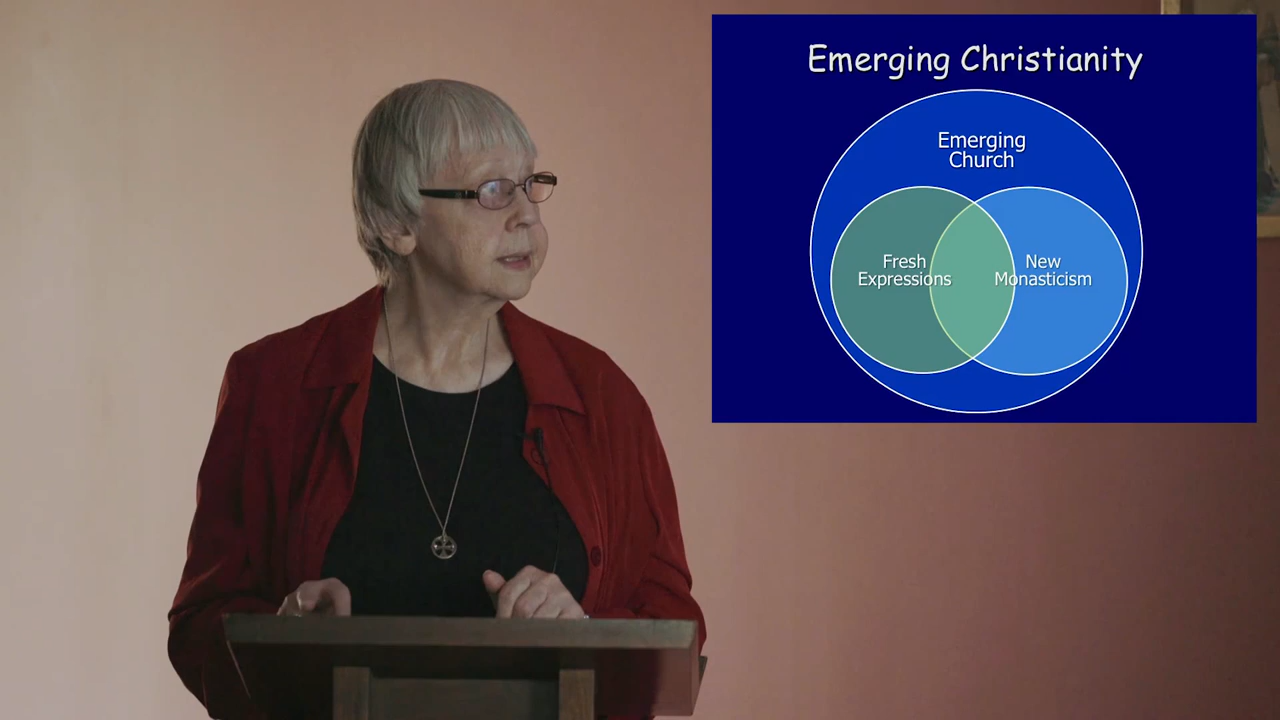 Emerging Christianity
Emerging
Church
Fresh
Expressions
New
Monasticism